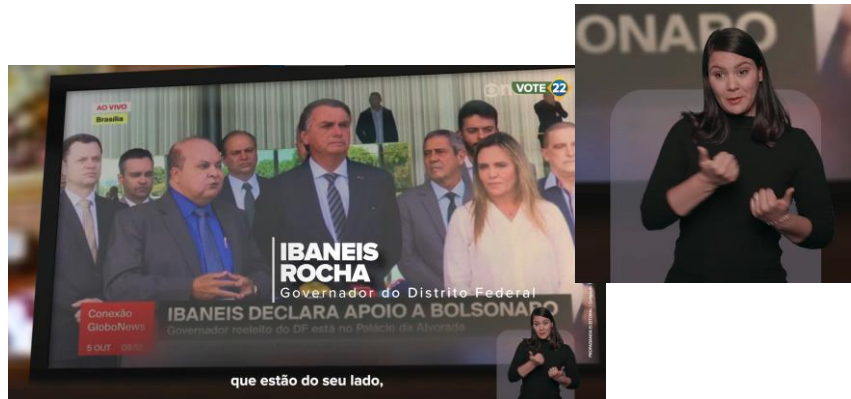 ONARO
AO VIVO
Brasília
VOTE 22
IBANEIS
ROCHA
Governador do Distrito Federal
Conexão
GloboNews
5 OUT
IBANEIS DECLARA APOIO A BOLSONARO
Governador reeleito do DF está no Palácio da Alvorada
que estão do seu lado,